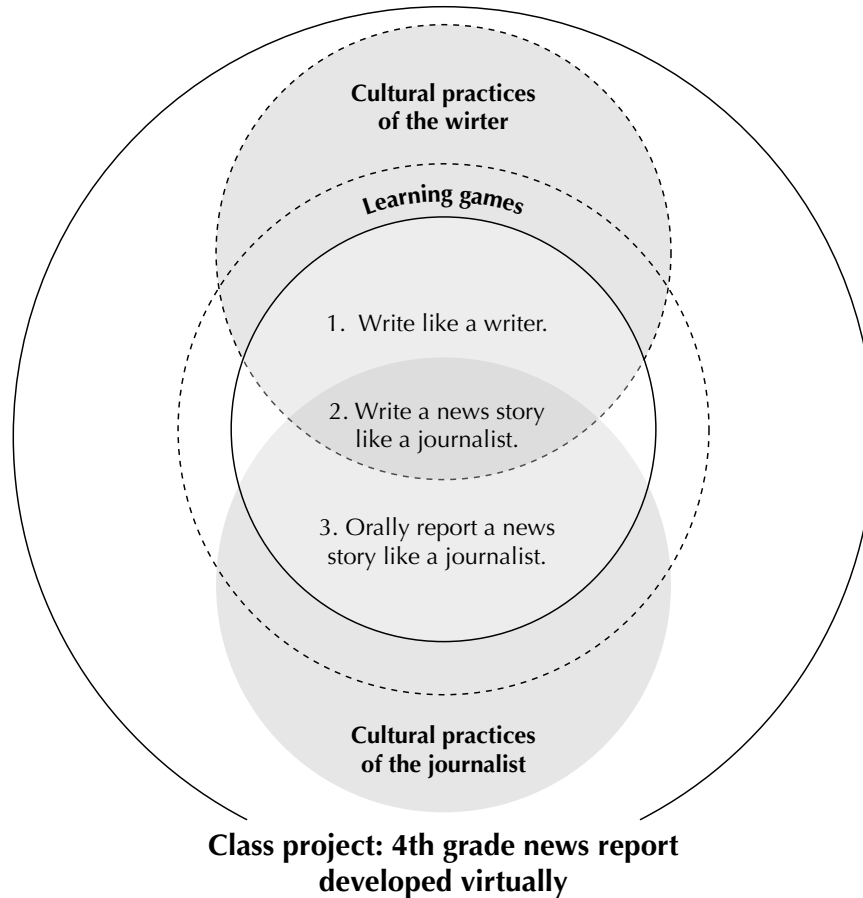 Cultural practices
of the wirter
Learning games
1. Write like a writer.
2. Write a news story
like a journalist.
3. Orally report a news
story like a journalist.
Cultural practices
of the journalist
Class project: 4th grade news report
developed virtually